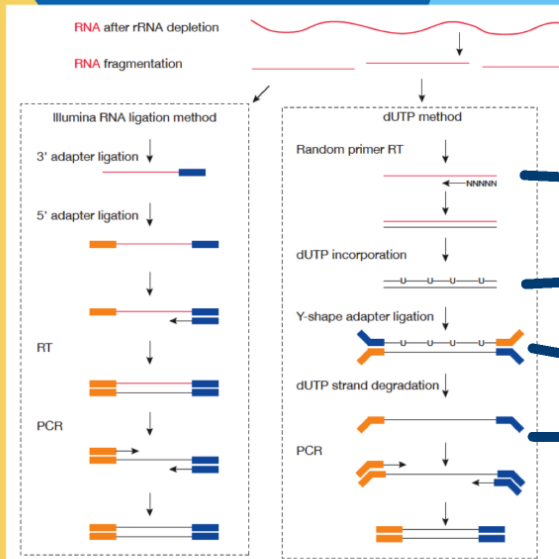 RNA after rRNA depletion
RNA fragmentation
Illumina RNA ligation method
3' adapter ligation
5' adapter ligation
RT
PCR
dUTP method
Random primer RT
NNNNN
dUTP incorporation
U U U U
Y-shape adapter ligation
U U U U
dUTP strand degradation
PCR